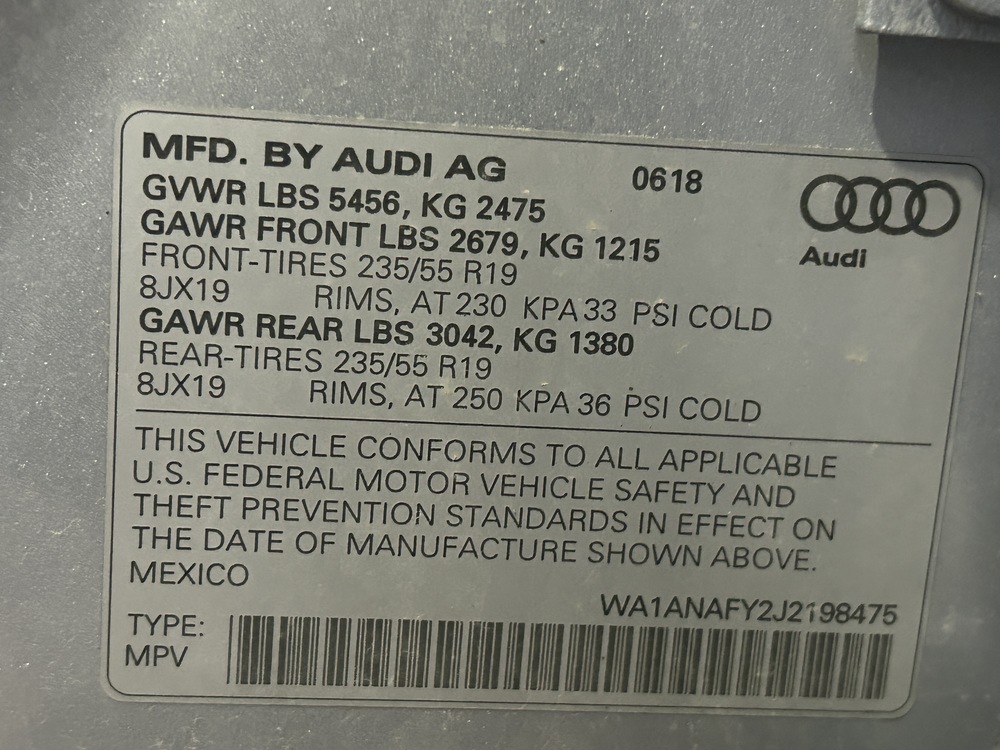 MFD. BY AUDI AG 0618
GVWR LBS 5456, KG 2475
GAWR FRONT LBS 2679, KG 1215
Audi
FRONT-TIRES 235/55 R19
8JX19 RIMS, AT 230 KPA 33 PSI COLD
GAWR REAR LBS 3042, KG 1380
REAR-TIRES 235/55 R19
8JX19 RIMS, AT 250 KPA 36 PSI COLD
THIS VEHICLE CONFORMS TO ALL APPLICABLE
U.S. FEDERAL MOTOR VEHICLE SAFETY AND
THEFT PREVENTION STANDARDS IN EFFECT ON
THE DATE OF MANUFACTURE SHOWN ABOVE.
MEXICO
WA1ANAFY2J2198475
TYPE:
MPV